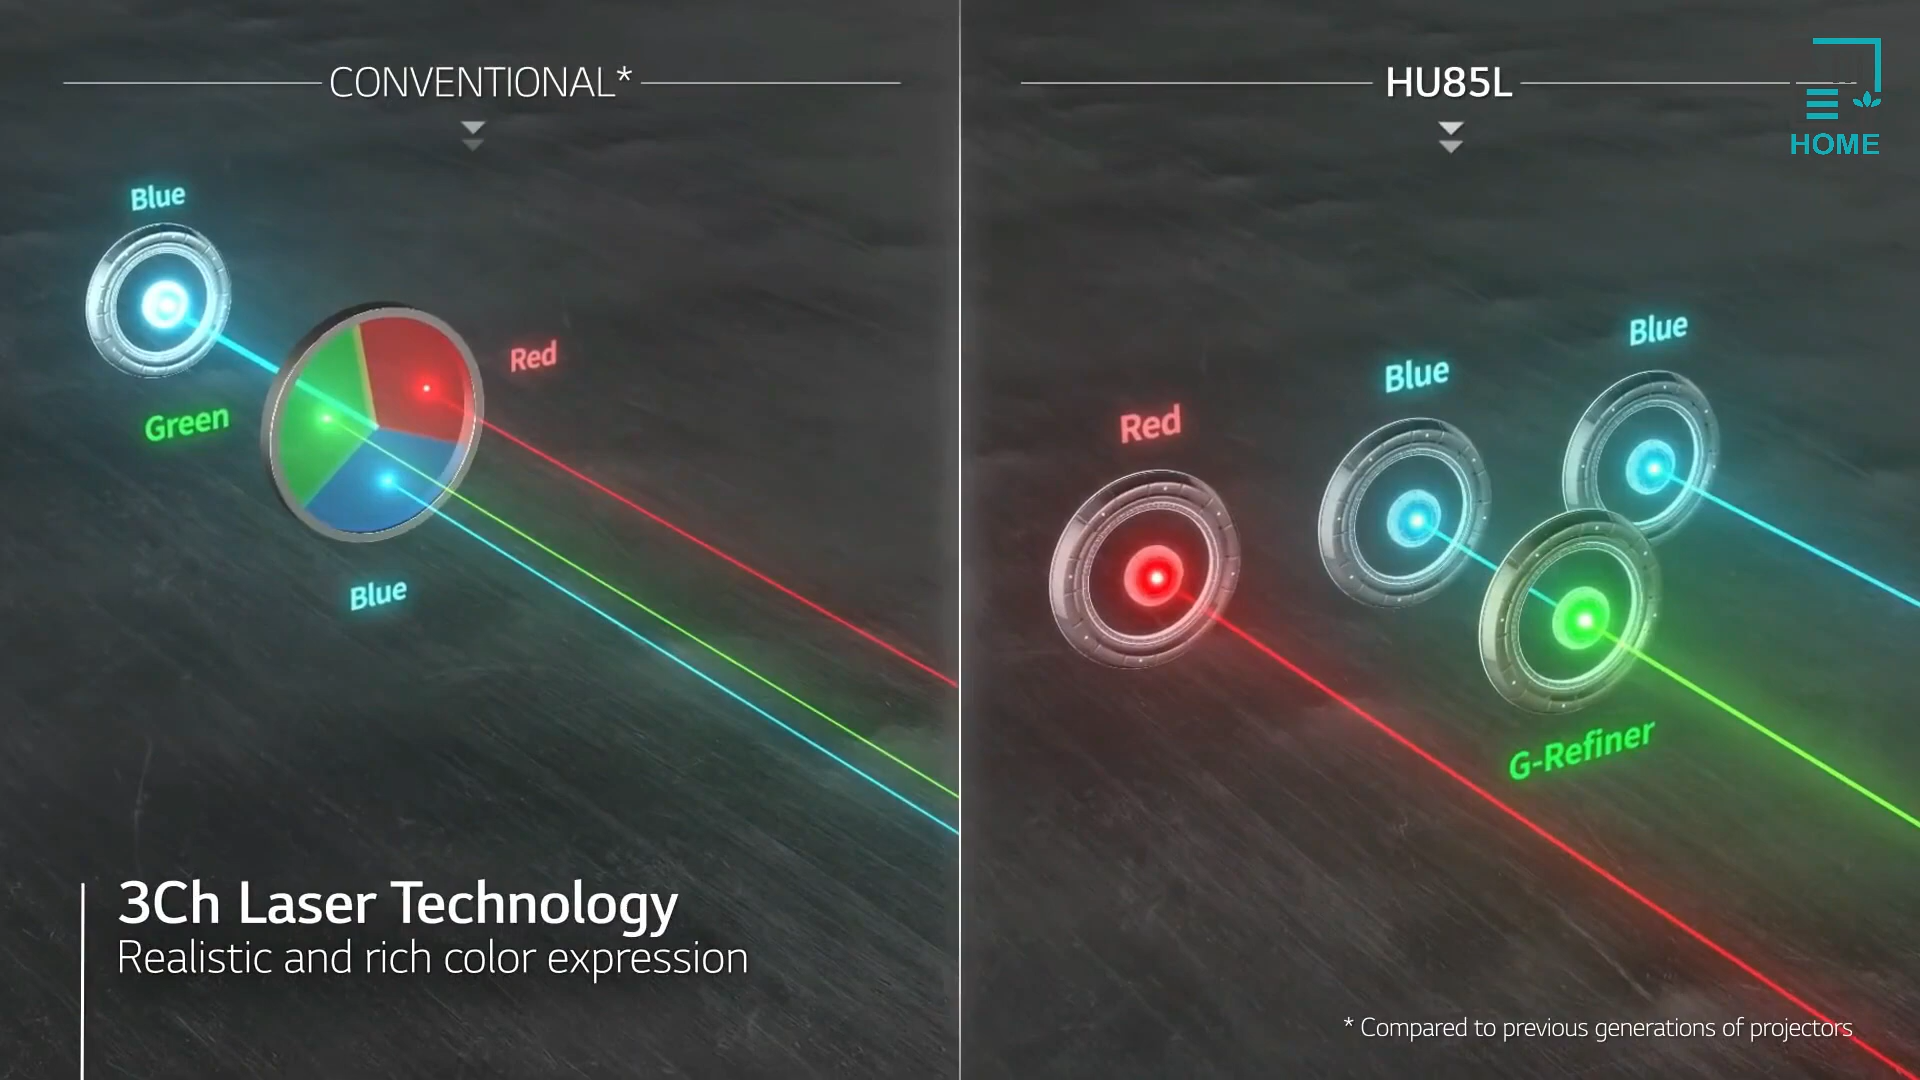 CONVENTIONAL*
Blue
Green
Red
Blue
3Ch Laser Technology
Realistic and rich color expression
HU85L
HOME
Red
Blue
Blue
G-Refiner
* Compared to previous generations of projectors